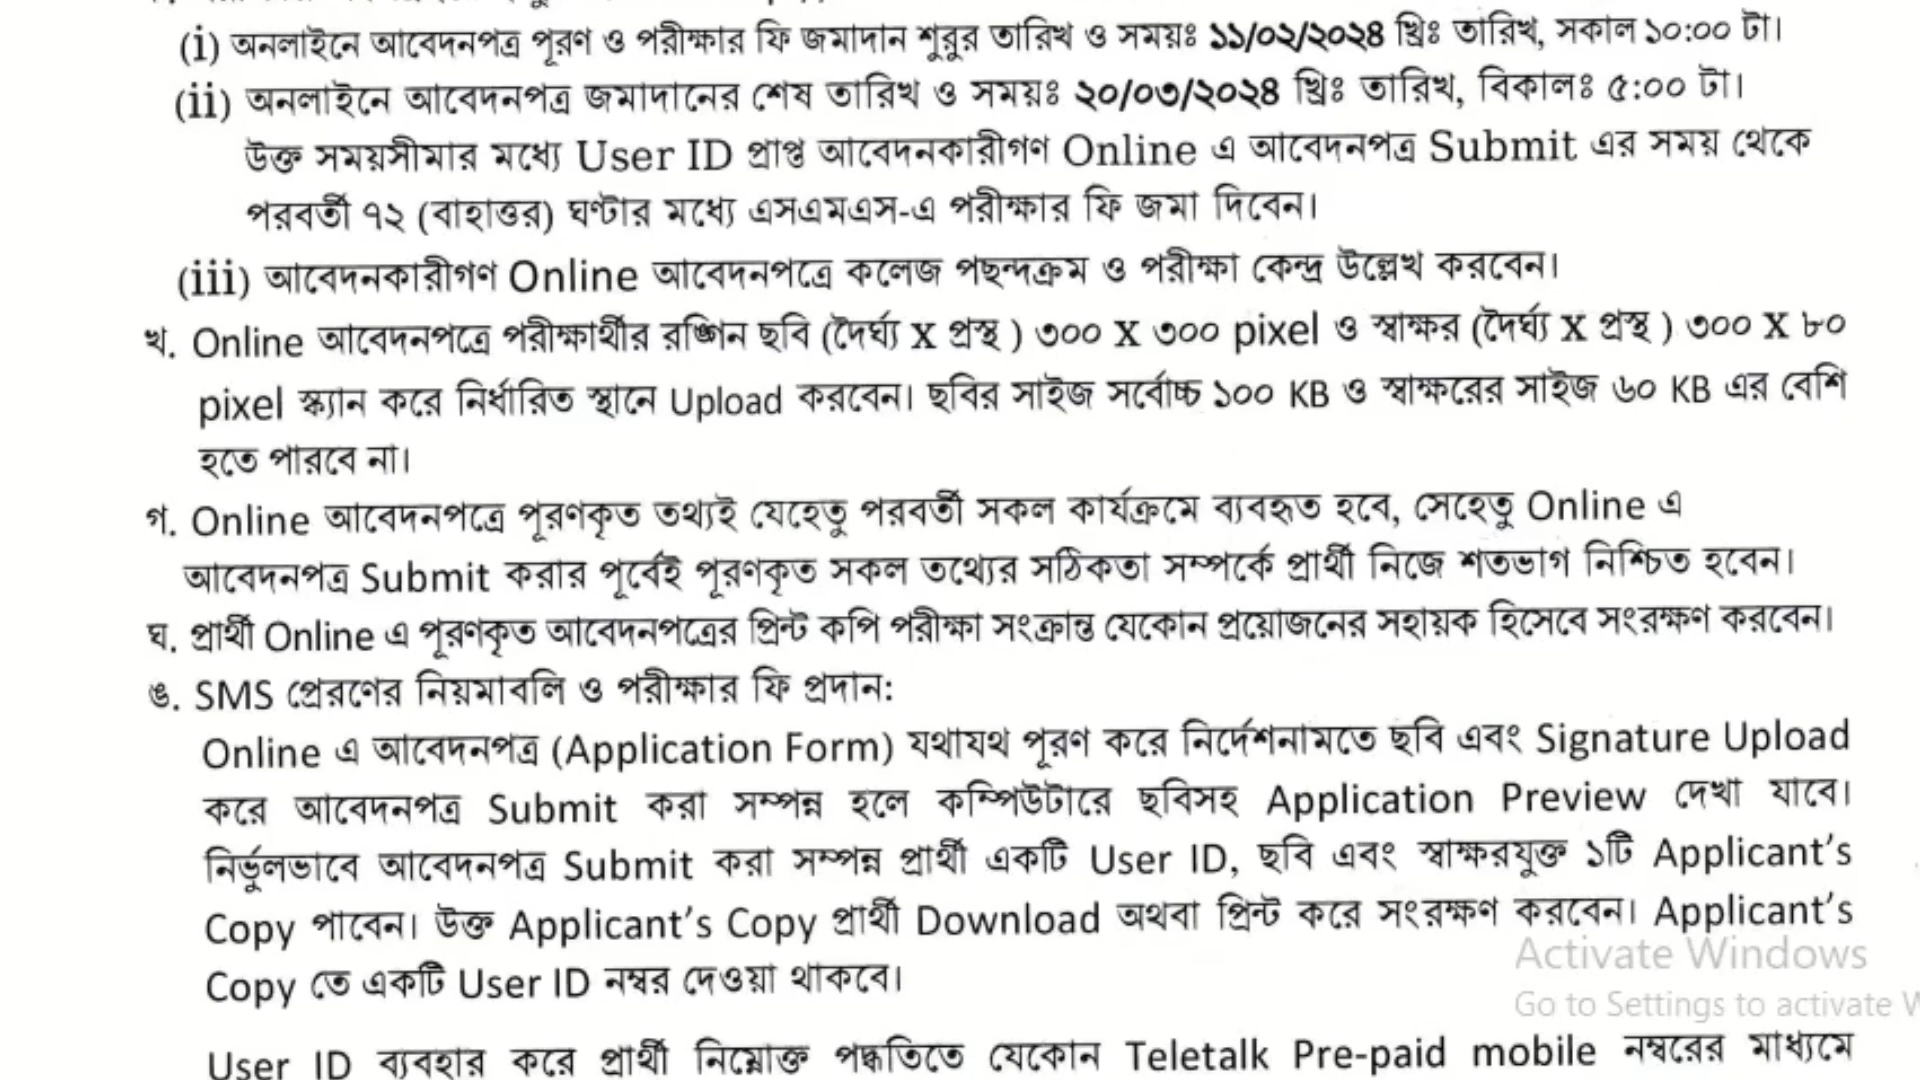 (i) অনলাইনে আবেদনপত্র পূরণ ও পরীক্ষার ফি জমাদান শুরুর তারিখ ও সময়ঃ ১১/০২/২০২৪ খ্রিঃ তারিখ, সকাল ১০:০০ টা।
(ii) অনলাইনে আবেদনপত্র জমাদানের শেষ তারিখ ও সময়ঃ ২০/০৩/২০২৪ খ্রিঃ তারিখ, বিকালঃ ৫:০০ টা।
উক্ত সময়সীমার মধ্যে User ID প্রাপ্ত আবেদনকারীগণ Online এ আবেদনপত্র Submit এর সময় থেকে
পরবর্তী ৭২ (বাহাত্তর) ঘণ্টার মধ্যে এসএমএস-এ পরীক্ষার ফি জমা দিবেন।
(iii) আবেদনকারীগণ Online আবেদনপত্রে কলেজ পছন্দক্রম ও পরীক্ষা কেন্দ্র উল্লেখ করবেন।
খ. Online আবেদনপত্রে পরীক্ষার্থীর রঙ্গিন ছবি (দৈর্ঘ্য X প্রস্থ ) ৩০০ X ৩০০ pixel ও স্বাক্ষর (দৈর্ঘ্য X প্রস্থ ) ৩০০ X ৮০
pixel স্ক্যান করে নির্ধারিত স্থানে Upload করবেন। ছবির সাইজ সর্বোচ্চ ১০০ KB ও স্বাক্ষরের সাইজ ৬০ KB এর বেশি
হতে পারবে না।
গ. Online আবেদনপত্রে পূরণকৃত তথ্যই যেহেতু পরবর্তী সকল কার্যক্রমে ব্যবহৃত হবে, সেহেতু Online এ
আবেদনপত্র Submit করার পূর্বেই পূরণকৃত সকল তথ্যের সঠিকতা সম্পর্কে প্রার্থী নিজে শতভাগ নিশ্চিত হবেন।
ঘ. প্রার্থী Online এ পূরণকৃত আবেদনপত্রের প্রিন্ট কপি পরীক্ষা সংক্রান্ত যেকোন প্রয়োজনের সহায়ক হিসেবে সংরক্ষণ করবেন।
ঙ. SMS প্রেরণের নিয়মাবলি ও পরীক্ষার ফি প্রদান:
Online এ আবেদনপত্র (Application Form) যথাযথ পূরণ করে নির্দেশনামতে ছবি এবং Signature Upload
করে আবেদনপত্র Submit করা সম্পন্ন হলে কম্পিউটারে ছবিসহ Application Preview দেখা যাবে।
নির্ভুলভাবে আবেদনপত্র Submit করা সম্পন্ন প্রার্থী একটি User ID, ছবি এবং স্বাক্ষরযুক্ত ১টি Applicant's
Copy পাবেন। উক্ত Applicant's Copy প্রার্থী Download অথবা প্রিন্ট করে সংরক্ষণ করবেন। Applicant's
Copy তে একটি User ID নম্বর দেওয়া থাকবে।
Activate Windows
Go to Settings to activate W
User ID ব্যবহার করে প্রার্থী নিম্নোক্ত পদ্ধতিতে যেকোন Teletalk Pre-paid mobile নম্বরের মাধ্যমে